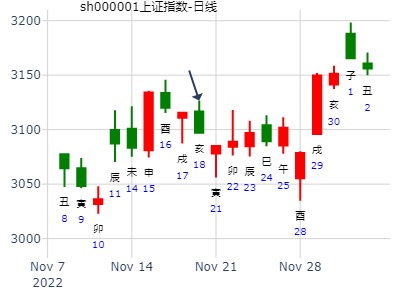 sh000001上证指数-日线
3200
3150
3100
3050
3000
丑
8
寅
9
卯
10
辰
11
未
14
申
15
酉
16
戌
17
亥
18
寅
21
卯
22
辰
23
巳
24
午
25
酉
28
戌
29
亥
30
子
1
丑
2
Nov 7
2022
Nov 14
Nov 21
Nov 28